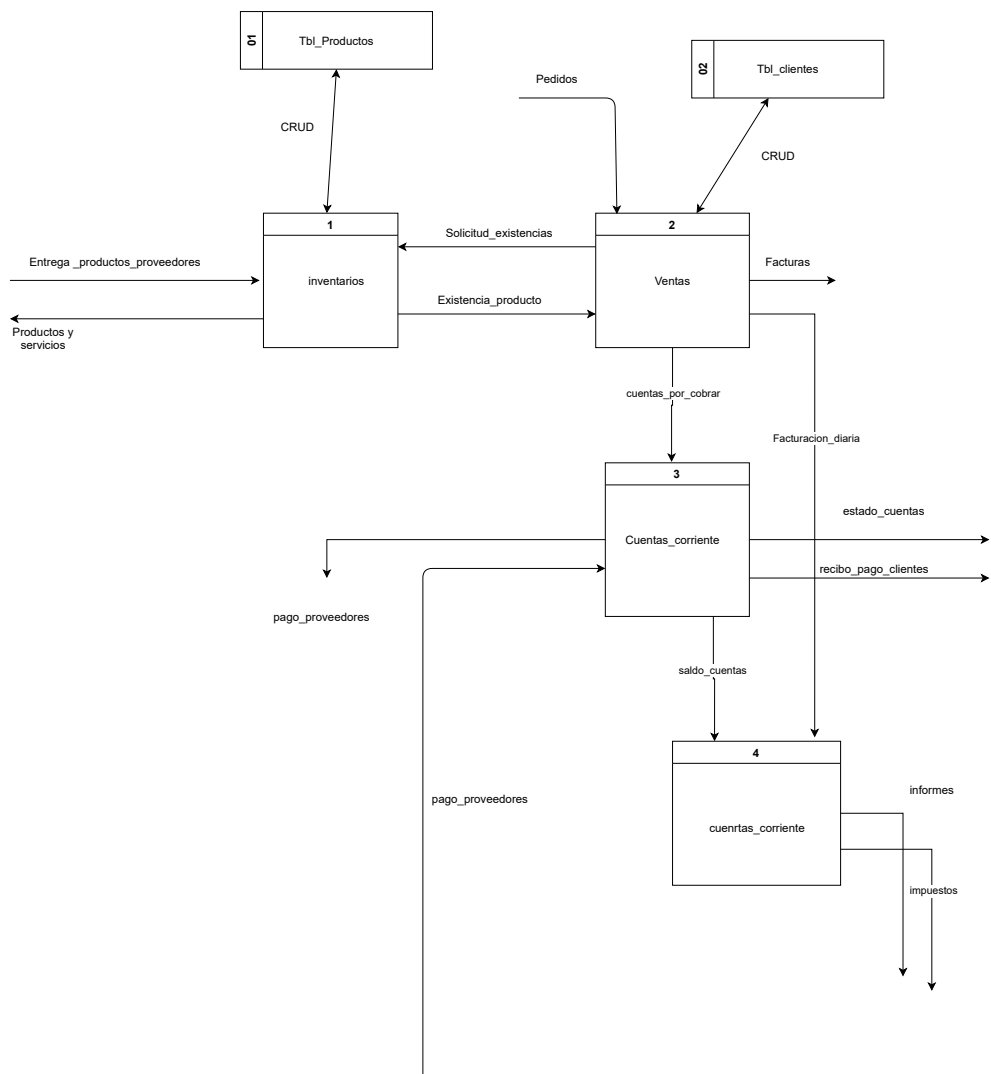 01
Tbl_Productos
02
Tbl_clientes
Pedidos
CRUD
CRUD
1
inventarios
2
Ventas
Solicitud_existencias
Entrega _productos_proveedores
Facturas
Existencia_producto
Productos y
servicios
cuentas_por_cobrar
Facturacion_diaria
3
Cuentas_corriente
estado_cuentas
recibo_pago_clientes
pago_proveedores
saldo_cuentas
4
cuenrtas_corriente
pago_proveedores
informes
impuestos